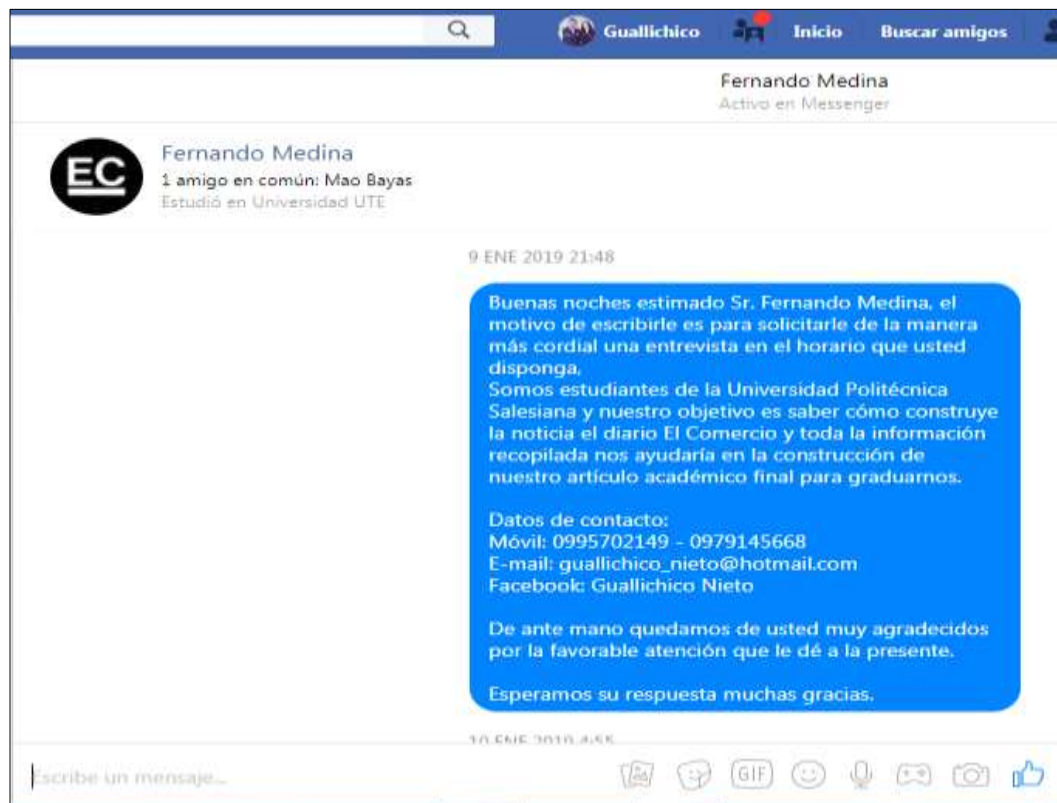 Guallichico Inicio Buscar amigos
Fernando Medina
Activo en Messenger
EC
Fernando Medina
1 amigo en común: Mao Bayas
Estudió en Universidad UTE
9 ENE 2019 21:48
Buenas noches estimado Sr. Fernando Medina, el
motivo de escribirle es para solicitarle de la manera
más cordial una entrevista en el horario que usted
disponga,
Somos estudiantes de la Universidad Politécnica
Salesiana y nuestro objetivo es saber cómo construye
la noticia el diario El Comercio y toda la información
recopilada nos ayudaría en la construcción de
nuestro artículo académico final para graduarnos.
Datos de contacto:
Móvil: 0995702149 - 0979145668
E-mail: guallichico_nieto@hotmail.com
Facebook: Guallichico Nieto
De ante mano quedamos de usted muy agradecidos
por la favorable atención que le dé a la presente.
Esperamos su respuesta muchas gracias.
10 ENE 2019 4:55
Escribe un mensaje...
GIF